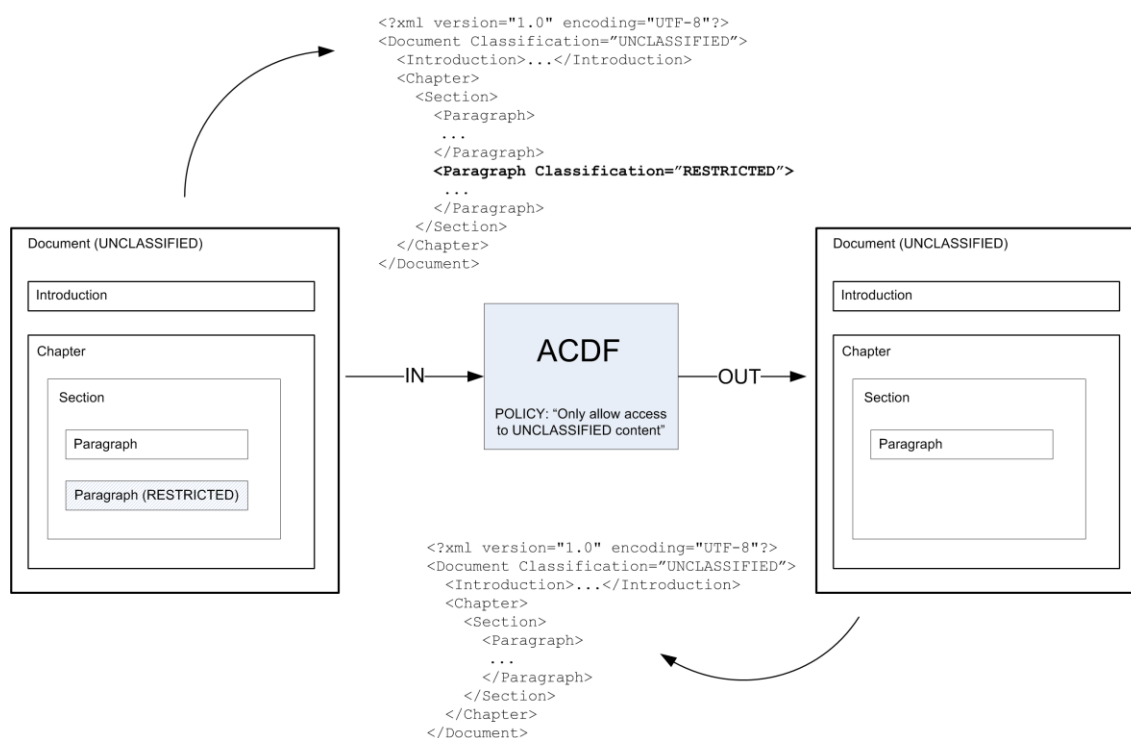 <?xml version="1.0" encoding="UTF-8"?>
<Document Classification=”UNCLASSIFIED”>
<Introduction>...</Introduction>
<Chapter>
<Section>
<Paragraph>
...
</Paragraph>
<Paragraph Classification=”RESTRICTED”>
...
</Paragraph>
</Section>
</Chapter>
</Document>
Document (UNCLASSIFIED)
Introduction
Chapter
Section
Paragraph
Paragraph (RESTRICTED)
IN
ACDF
POLICY: “Only allow access
to UNCLASSIFIED content”
OUT
Document (UNCLASSIFIED)
Introduction
Chapter
Section
Paragraph
<?xml version="1.0" encoding="UTF-8"?>
<Document Classification=”UNCLASSIFIED”>
<Introduction>...</Introduction>
<Chapter>
<Section>
<Paragraph>
...
</Paragraph>
</Section>
</Chapter>
</Document>